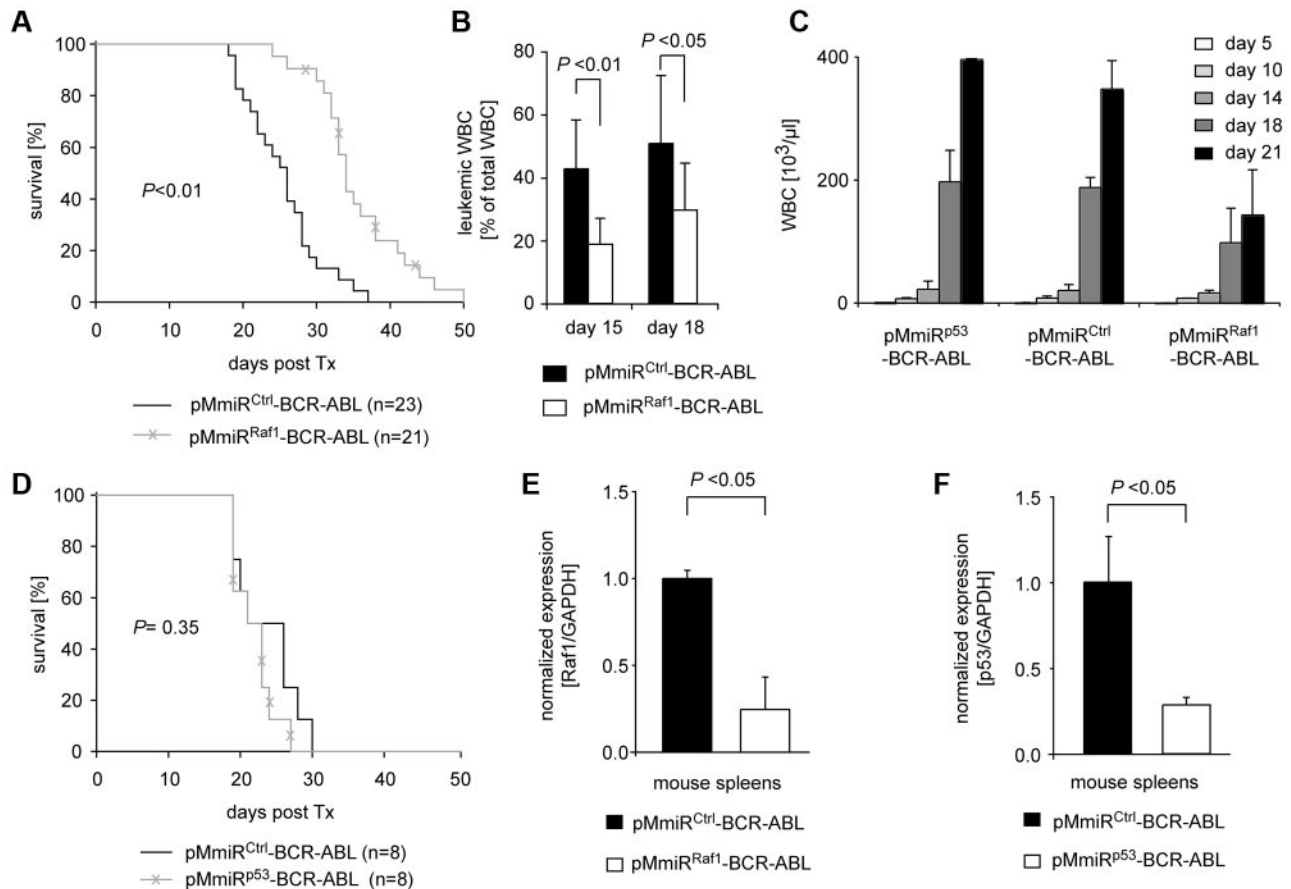 A
survival [%]
100
80
60
40
20
0
P<0.01
0 10 20 30 40 50
days post Tx
pMmiR^Ctrl-BCR-ABL (n=23)
pMmiR^Raf1-BCR-ABL (n=21)
B
leukemic WBC
[% of total WBC]
80
60
40
20
0
P <0.01
P <0.05
day 15 day 18
pMmiR^Ctrl-BCR-ABL
pMmiR^Raf1-BCR-ABL
C
WBC [10^3/µl]
400
200
0
day 5
day 10
day 14
day 18
day 21
pMmiR^p53 pMmiR^Ctrl pMmiR^Raf1
-BCR-ABL -BCR-ABL -BCR-ABL
D
survival [%]
100
80
60
40
20
0
P= 0.35
0 10 20 30 40 50
days post Tx
pMmiR^Ctrl-BCR-ABL (n=8)
pMmiR^p53-BCR-ABL (n=8)
E
normalized expression
[Raf1/GAPDH]
1.5
1.0
0.5
0.0
P <0.05
mouse spleens
pMmiR^Ctrl-BCR-ABL
pMmiR^Raf1-BCR-ABL
F
normalized expression
[p53/GAPDH]
1.5
1.0
0.5
0.0
P <0.05
mouse spleens
pMmiR^Ctrl-BCR-ABL
pMmiR^p53-BCR-ABL